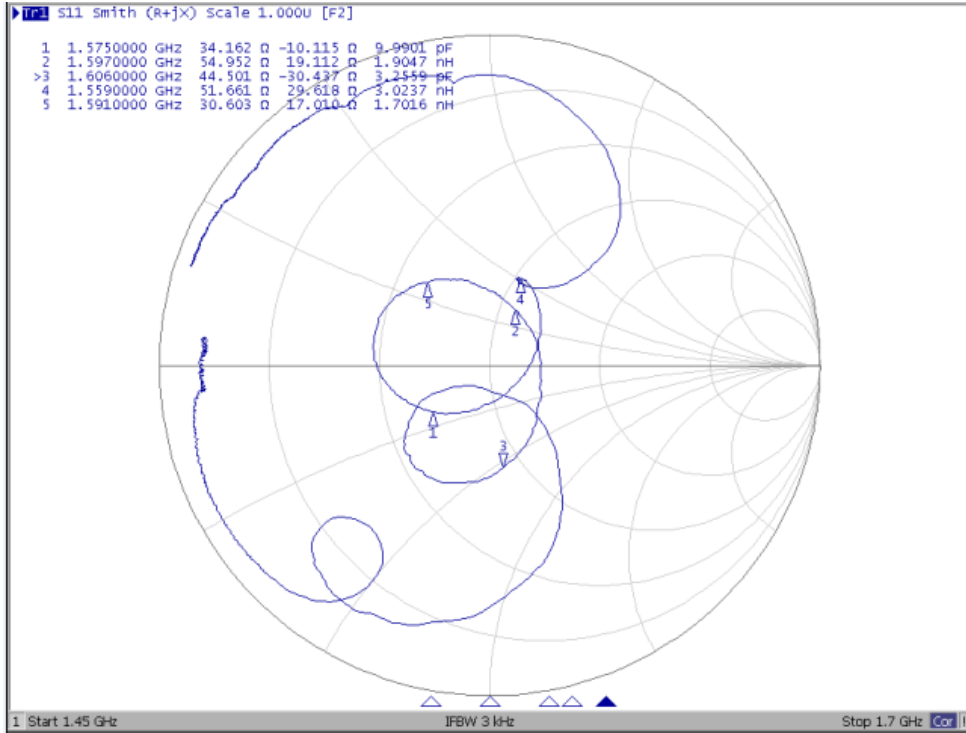 Tr1 S11 Smith (R+jX) Scale 1.000U [F2]
1 1.5750000 GHz 34.162 Ω -10.115 Ω 9.9901 pF
2 1.5970000 GHz 54.952 Ω 19.112 Ω 1.9047 nH
>3 1.6060000 GHz 44.501 Ω -30.437 Ω 3.2559 pF
4 1.5590000 GHz 51.661 Ω 29.618 Ω 3.0237 nH
5 1.5910000 GHz 30.603 Ω 17.010 Ω 1.7016 nH
5
4
2
1
3
1 Start 1.45 GHz IFBW 3 kHz Stop 1.7 GHz Cor